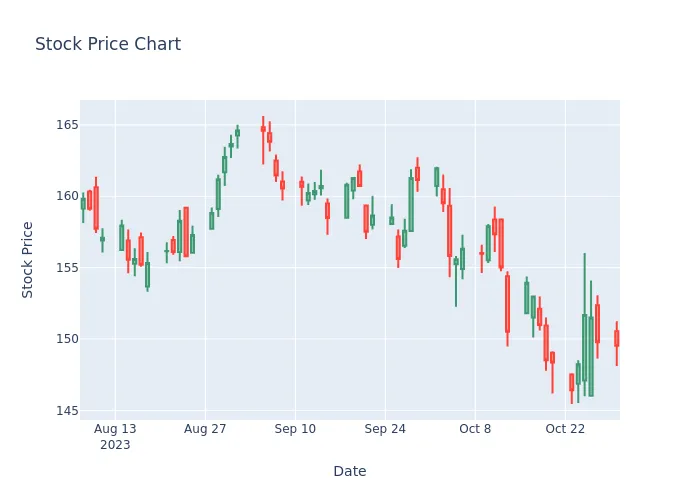 Stock Price Chart
Stock Price
165
160
155
150
145
Aug 13
2023
Aug 27
Sep 10
Sep 24
Oct 8
Oct 22
Date